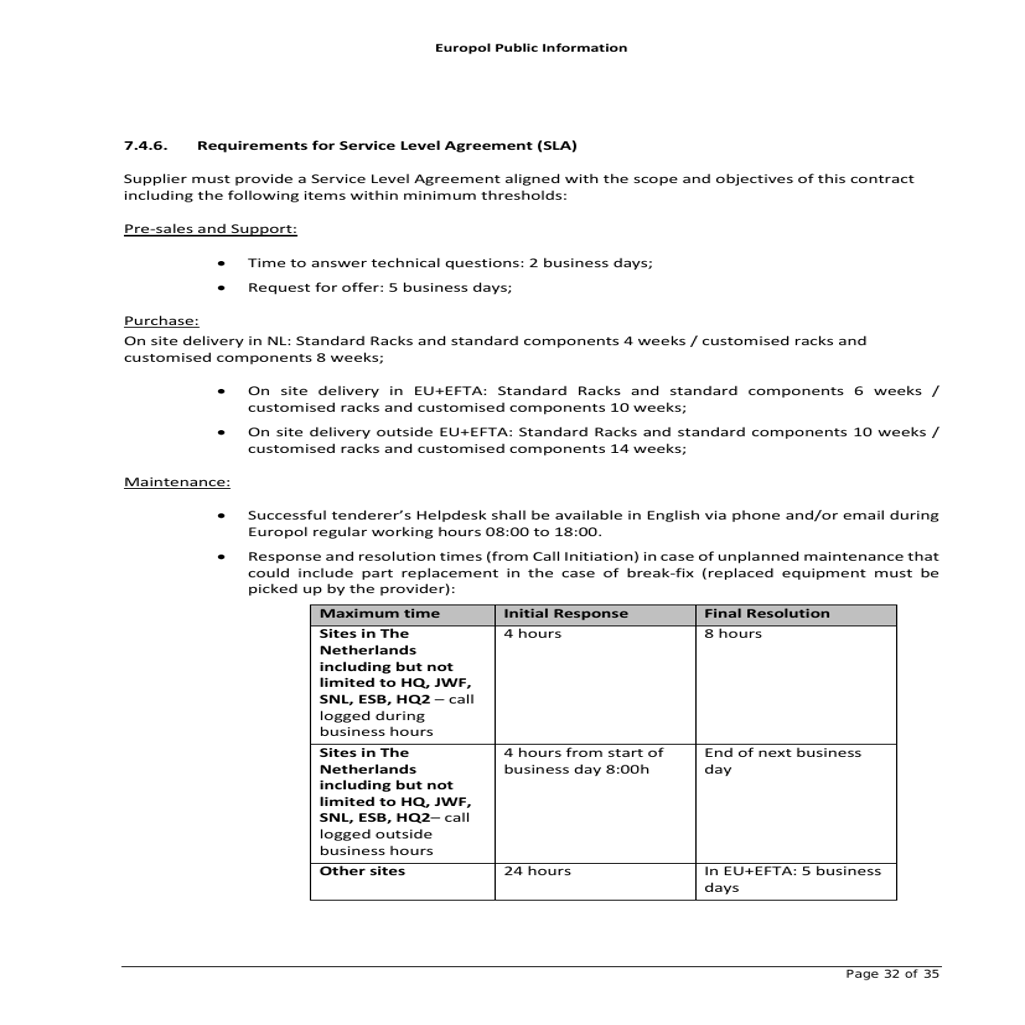 Europol Public Information
7.4.6. Requirements for Service Level Agreement (SLA)
Supplier must provide a Service Level Agreement aligned with the scope and objectives of this contract
including the following items within minimum thresholds:
Pre-sales and Support:
• Time to answer technical questions: 2 business days;
• Request for offer: 5 business days;
Purchase:
On site delivery in NL: Standard Racks and standard components 4 weeks / customised racks and
customised components 8 weeks;
• On site delivery in EU+EFTA: Standard Racks and standard components 6 weeks /
customised racks and customised components 10 weeks;
• On site delivery outside EU+EFTA: Standard Racks and standard components 10 weeks /
customised racks and customised components 14 weeks;
Maintenance:
• Successful tenderer’s Helpdesk shall be available in English via phone and/or email during
Europol regular working hours 08:00 to 18:00.
• Response and resolution times (from Call Initiation) in case of unplanned maintenance that
could include part replacement in the case of break-fix (replaced equipment must be
picked up by the provider):
Maximum time Initial Response Final Resolution
Sites in The 4 hours 8 hours
Netherlands
including but not
limited to HQ, JWF,
SNL, ESB, HQ2 – call
logged during
business hours
Sites in The 4 hours from start of End of next business
Netherlands business day 8:00h day
including but not
limited to HQ, JWF,
SNL, ESB, HQ2– call
logged outside
business hours
Other sites 24 hours In EU+EFTA: 5 business
days
Page 32 of 35